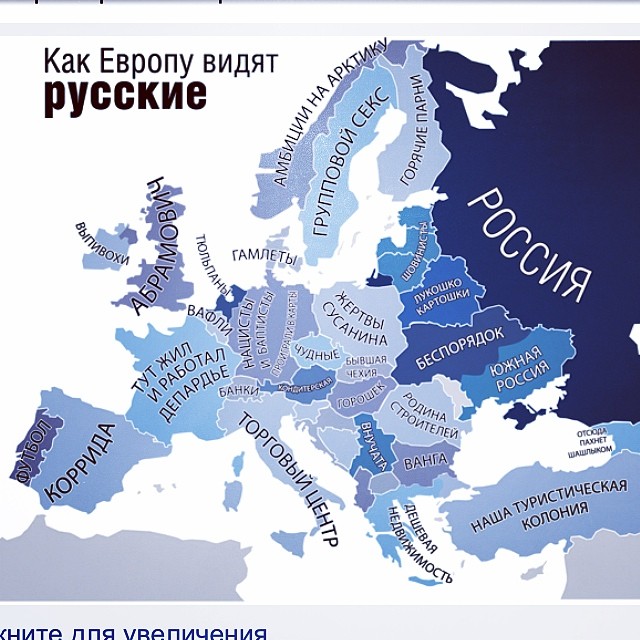 Как Европу видят
русские
АМБИЦИИ НА АРКТИКУ
ГРУППОВОЙ СЕКС
ГОРЯЧИЕ ПАРНИ
РОССИЯ
ВЫПИВОХИ
АБРАМОВИЧ
ТЮЛЬПАНЫ
ГАМЛЕТЫ
ШОВИНИСТЫ
ЛУКОШКО
КАРТОШКИ
ВАФЛИ
НАЦИСТЫ
И БАПТИСТЫ
ПРОИГРАЛИ В КАРТЫ
ЖЕРТВЫ
СУСАНИНА
БЕСПОРЯДОК
ЮЖНАЯ
РОССИЯ
ТУТ ЖИЛ
И РАБОТАЛ
ДЕПАРДЬЕ
ЧУДНЫЕ
БЫВШАЯ
ЧЕХИЯ
БАНКИ
КОНДИТЕРСКАЯ
ГОРОШЕК
РОДИНА
СТРОИТЕЛЕЙ
ФУТБОЛ
КОРРИДА
ТОРГОВЫЙ ЦЕНТР
ВНУЧАТА
ВАНГА
ОТСЮДА
ПАХНЕТ
ШАШЛЫКОМ
ДЕШЕВАЯ
НЕДВИЖИМОСТЬ
НАША ТУРИСТИЧЕСКАЯ
КОЛОНИЯ
кните для увеличения